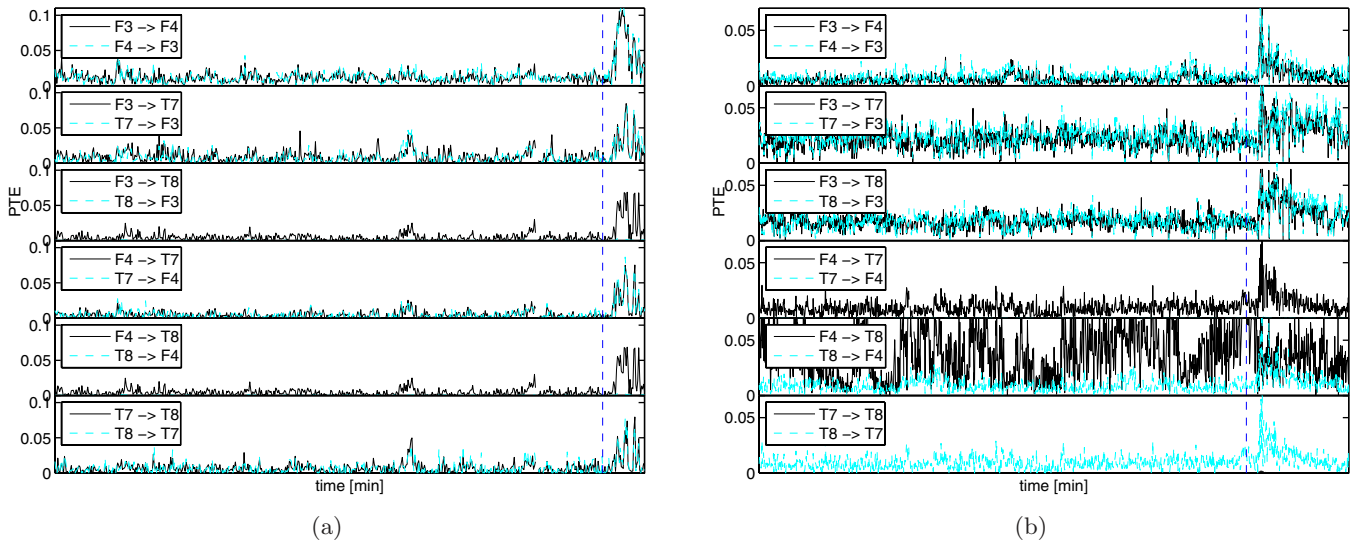 0.1
0.05
0
F3 -> F4
F4 -> F3
0.1
0.05
0
F3 -> T7
T7 -> F3
0.1
0.05
0
F3 -> T8
T8 -> F3
PTE
0.1
0.05
0
F4 -> T7
T7 -> F4
0.1
0.05
0
F4 -> T8
T8 -> F4
0.1
0.05
0
T7 -> T8
T8 -> T7
time [min]
(a)
0.05
0
F3 -> F4
F4 -> F3
0.05
0
F3 -> T7
T7 -> F3
0.05
0
F3 -> T8
T8 -> F3
PTE
0.05
0
F4 -> T7
T7 -> F4
0.05
0
F4 -> T8
T8 -> F4
0.05
0
T7 -> T8
T8 -> T7
time [min]
(b)